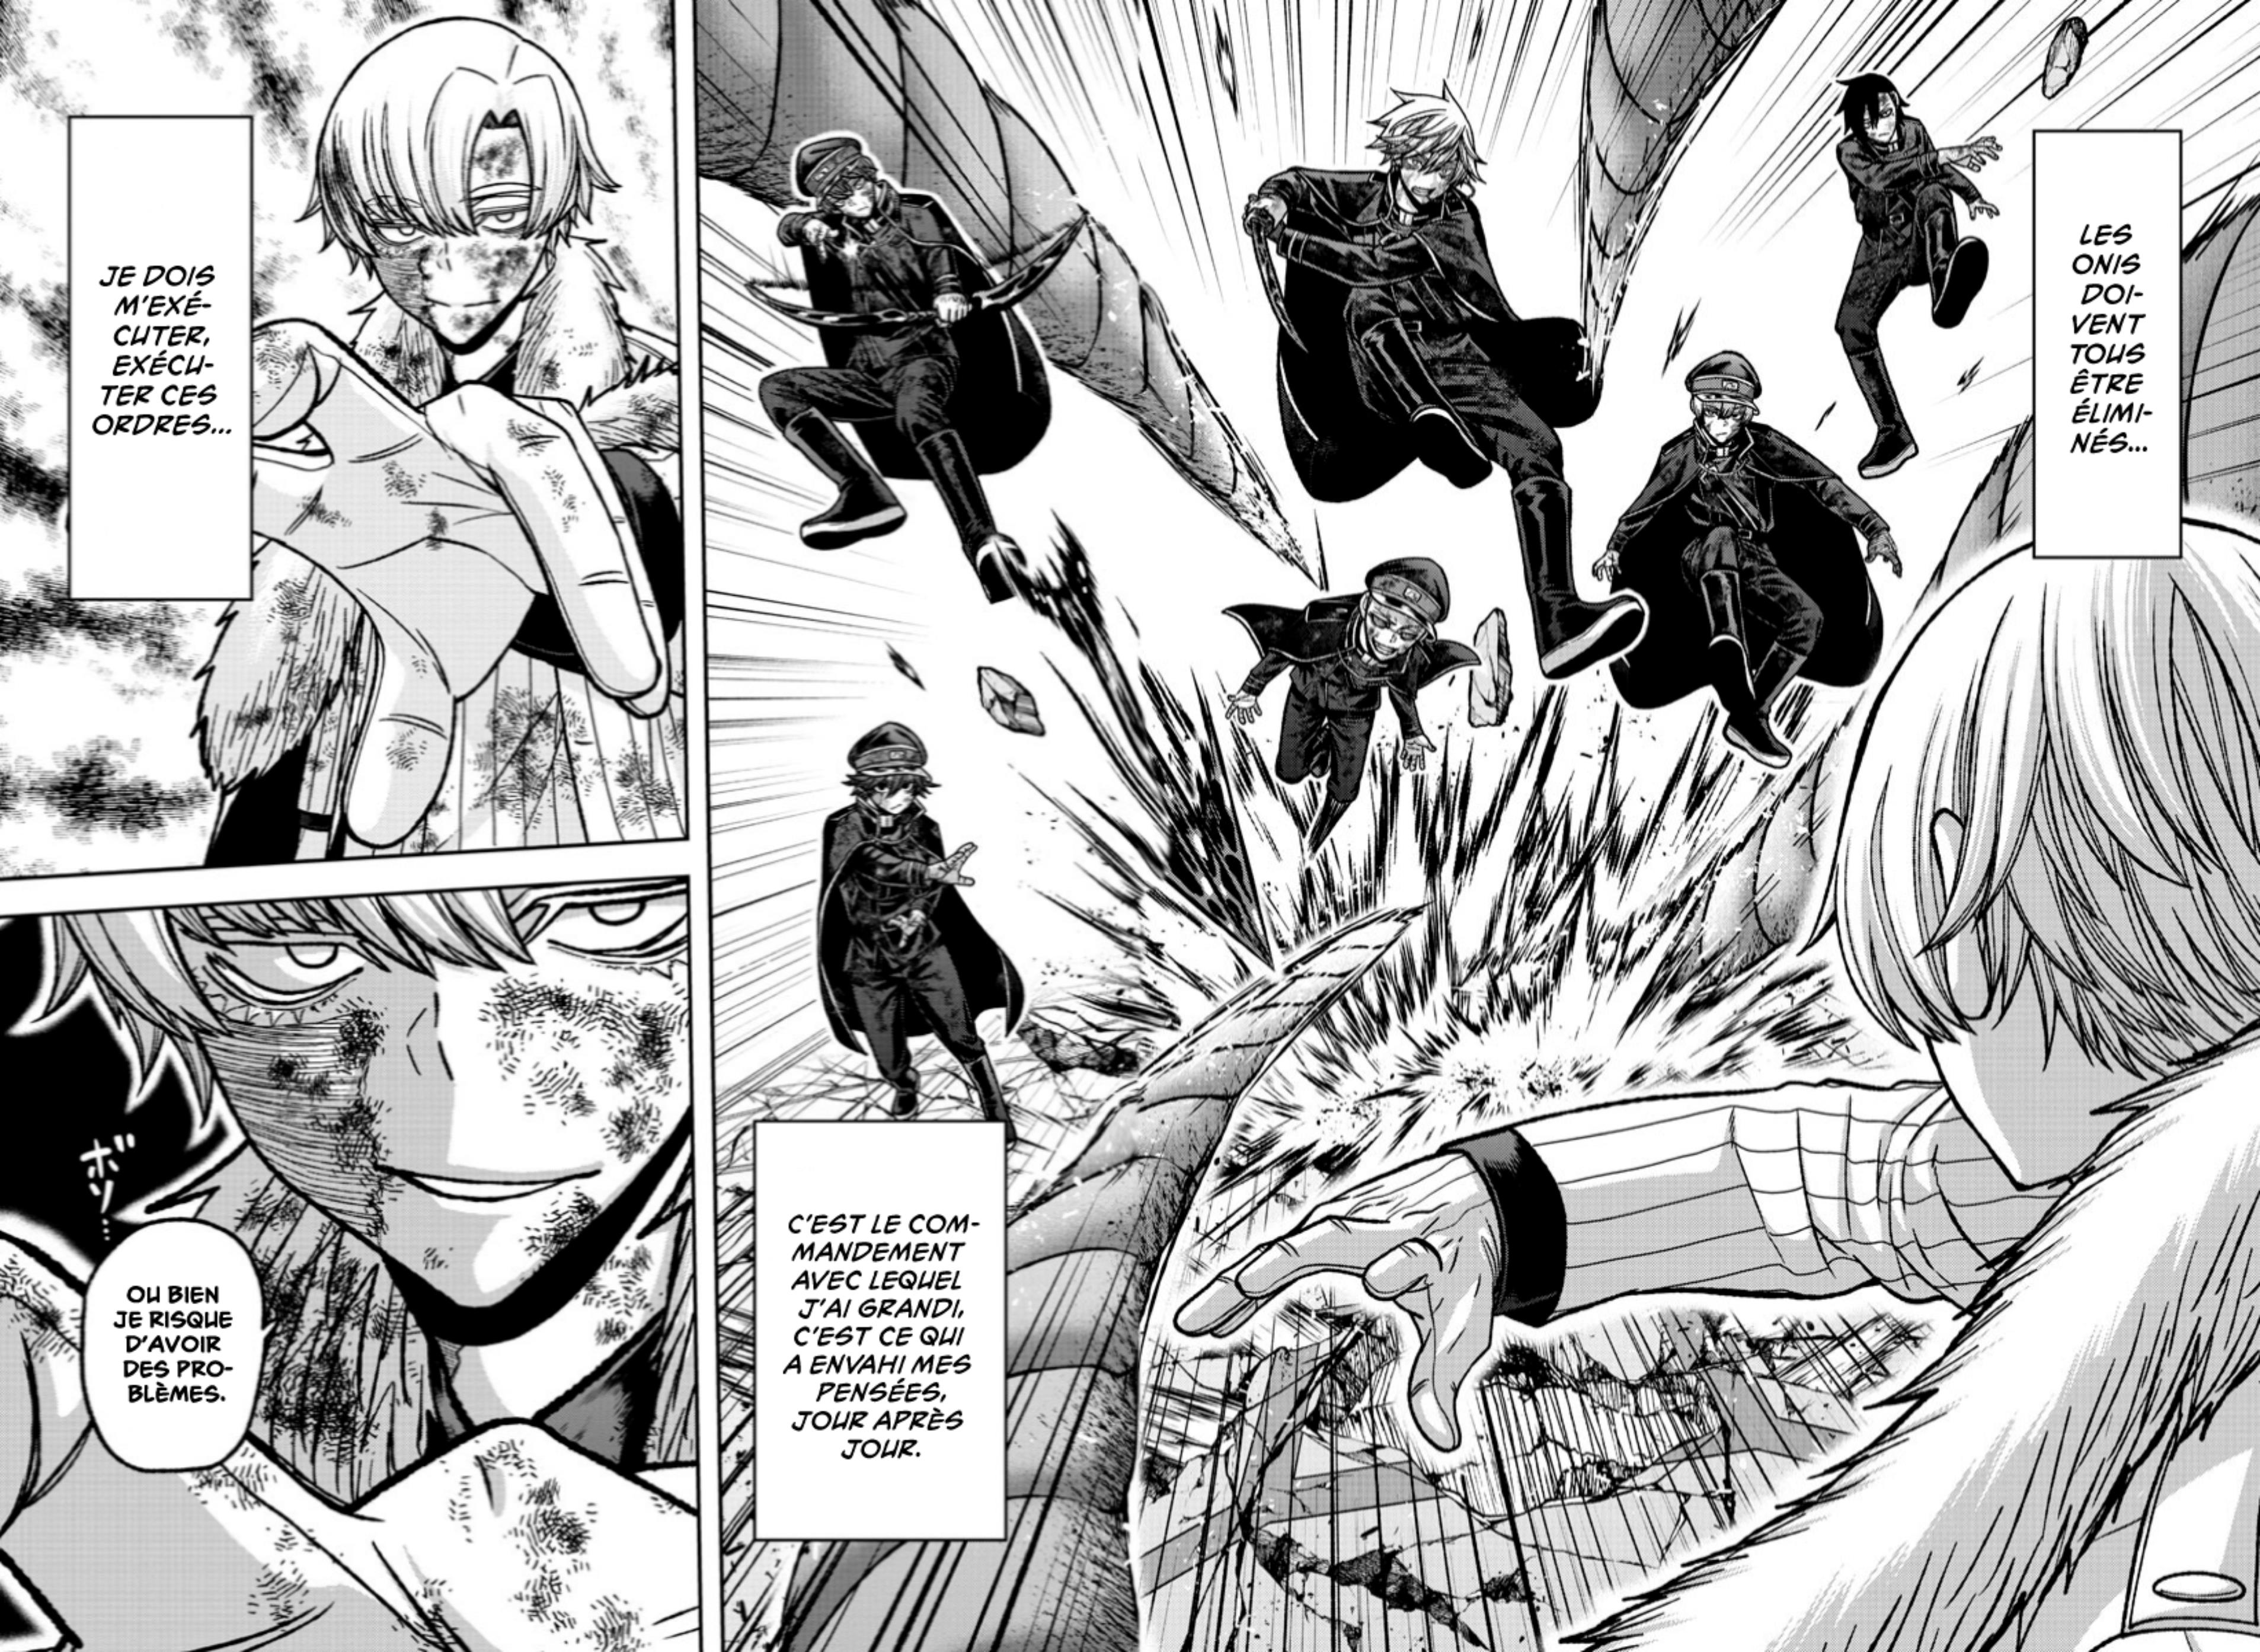 LES
ONIS
DOI-
VENT
TOUS
ÊTRE
ÉLIMI-
NÉS...
C'EST LE COM-
MANDEMENT
AVEC LEQUEL
J'AI GRANDI,
C'EST CE QUI
A ENVAHI MES
PENSÉES,
JOUR APRÈS
JOUR.
JE DOIS
M'EXÉ-
CUTER,
EXÉCU-
TER CES
ORDRES...
ボソ…
OU BIEN
JE RISQUE
D'AVOIR
DES PRO-
BLÈMES.